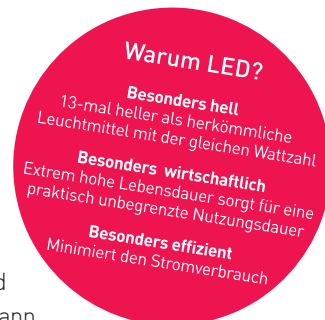 Warum LED?
Besonders hell
13-mal heller als herkömmliche
Leuchtmittel mit der gleichen Wattzahl
Besonders wirtschaftlich
Extrem hohe Lebensdauer sorgt für eine
praktisch unbegrenzte Nutzungsdauer
Besonders effizient
Minimiert den Stromverbrauch